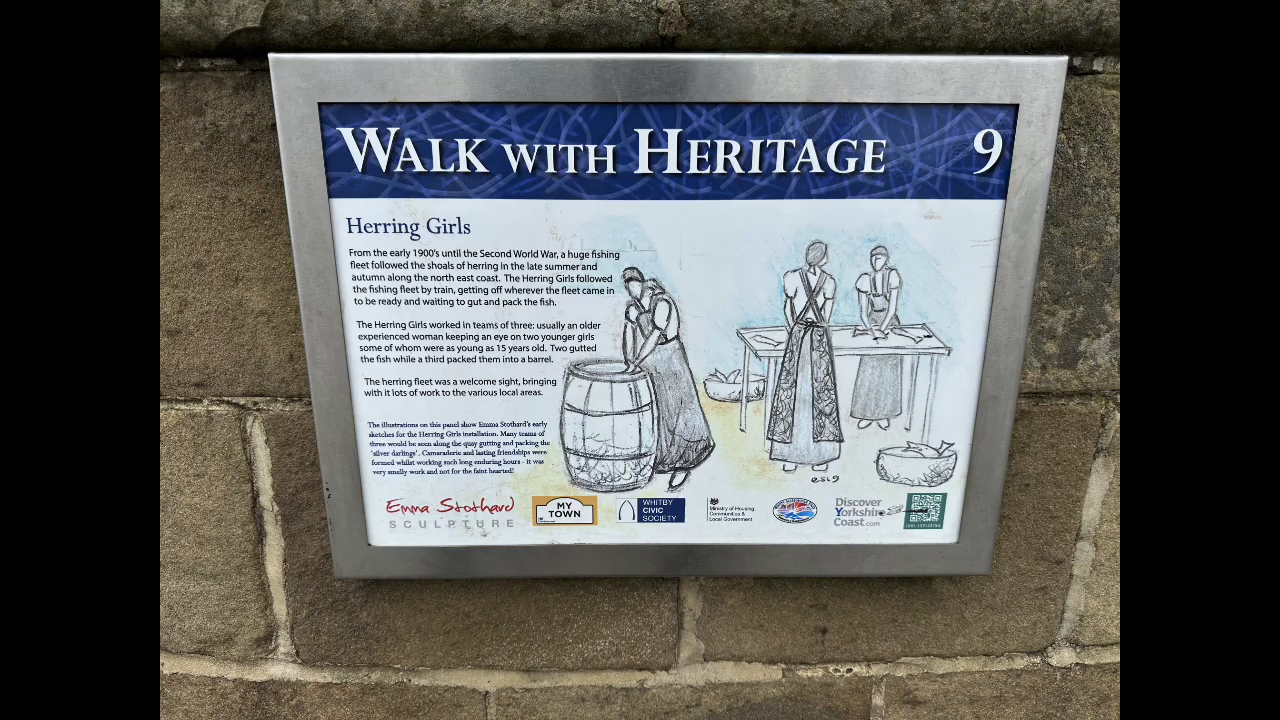 WALK WITH HERITAGE 9
Herring Girls
From the early 1900's until the Second World War, a huge fishing
fleet followed the shoals of herring in the late summer and
autumn along the north east coast. The Herring Girls followed
the fishing fleet by train, getting off wherever the fleet came in
to be ready and waiting to gut and pack the fish.
The Herring Girls worked in teams of three: usually an older
experienced woman keeping an eye on two younger girls
some of whom were as young as 15 years old. Two gutted
the fish while a third packed them into a barrel.
The herring fleet was a welcome sight, bringing
with it lots of work to the various local areas.
The illustrations on this panel show Emma Stothard's early
sketches for the Herring Girls installation. Many teams of
three would be seen along the quay gutting and packing the
'silver darlings'. Camaraderie and lasting friendships were
formed whilst working such long enduring hours - it was
very smelly work and not for the faint hearted!
es19
Emma Stothard
SCULPTURE
MY
TOWN
WHITBY
CIVIC
SOCIETY
Ministry of Housing,
Communities &
Local Government
Discover
Yorkshire
Coast.com